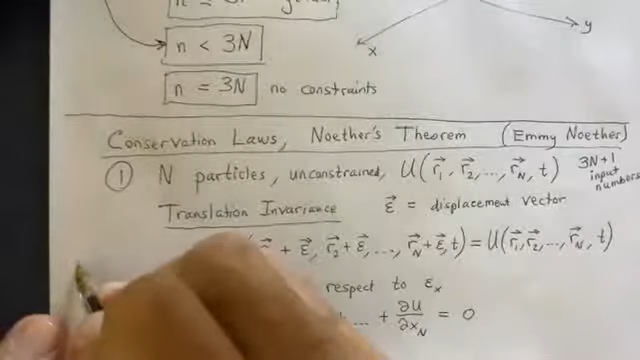 n < 3N
n = 3N no constraints
x
y
Conservation Laws, Noether's Theorem (Emmy Noether)
① N particles, unconstrained, U(r⃗₁, r⃗₂, ..., r⃗_N, t) 3N+1 input numbers
Translation Invariance ε⃗ = displacement vector
+ ε⃗, r⃗₂+ε⃗, ..., r⃗_N+ε⃗, t) = U(r⃗₁, r⃗₂, ..., r⃗_N, t)
respect to εₓ
... + ∂U/∂x_N = 0